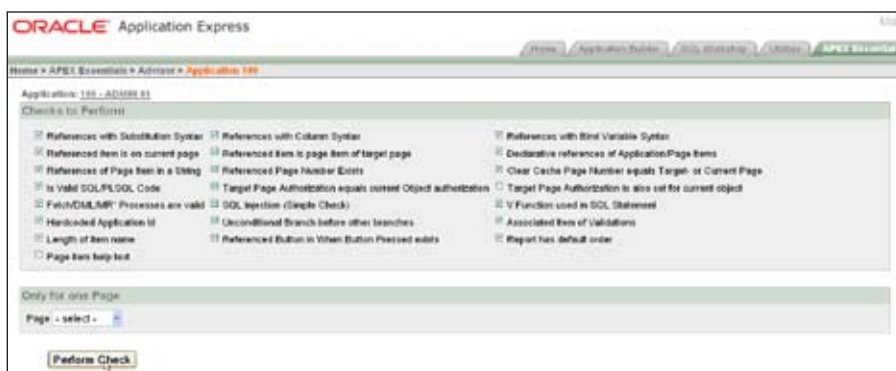 ORACLE Application Express
Home Application Builder SQL Workshop Utilities APEX Essentials
Home > APEX Essentials > Advisor > Application 100
Application: 100 - ADMIN 01
Checks to Perform
References with Substitution Syntax References with Column Syntax References with Bind Variable Syntax
Referenced Item is on current page Referenced Item is page item of target page Declarative references of Application/Page Items
References of Page Item in a String Referenced Page Number Exists Clear Cache Page Number equals Target- or Current Page
Is Valid SQL/PLSQL Code Target Page Authorization equals current Object authorization Target Page Authorization is also set for current object
Fetch/DML/MR* Processes are valid SQL Injection (Simple Check) V Function used in SQL Statement
Hardcoded Application Id Unconditional Branch before other branches Associated Item of Validations
Length of Item name Referenced Button in When Button Pressed exists Report has default order
Page Item help text
Only for one Page
Page - select -
Perform Check